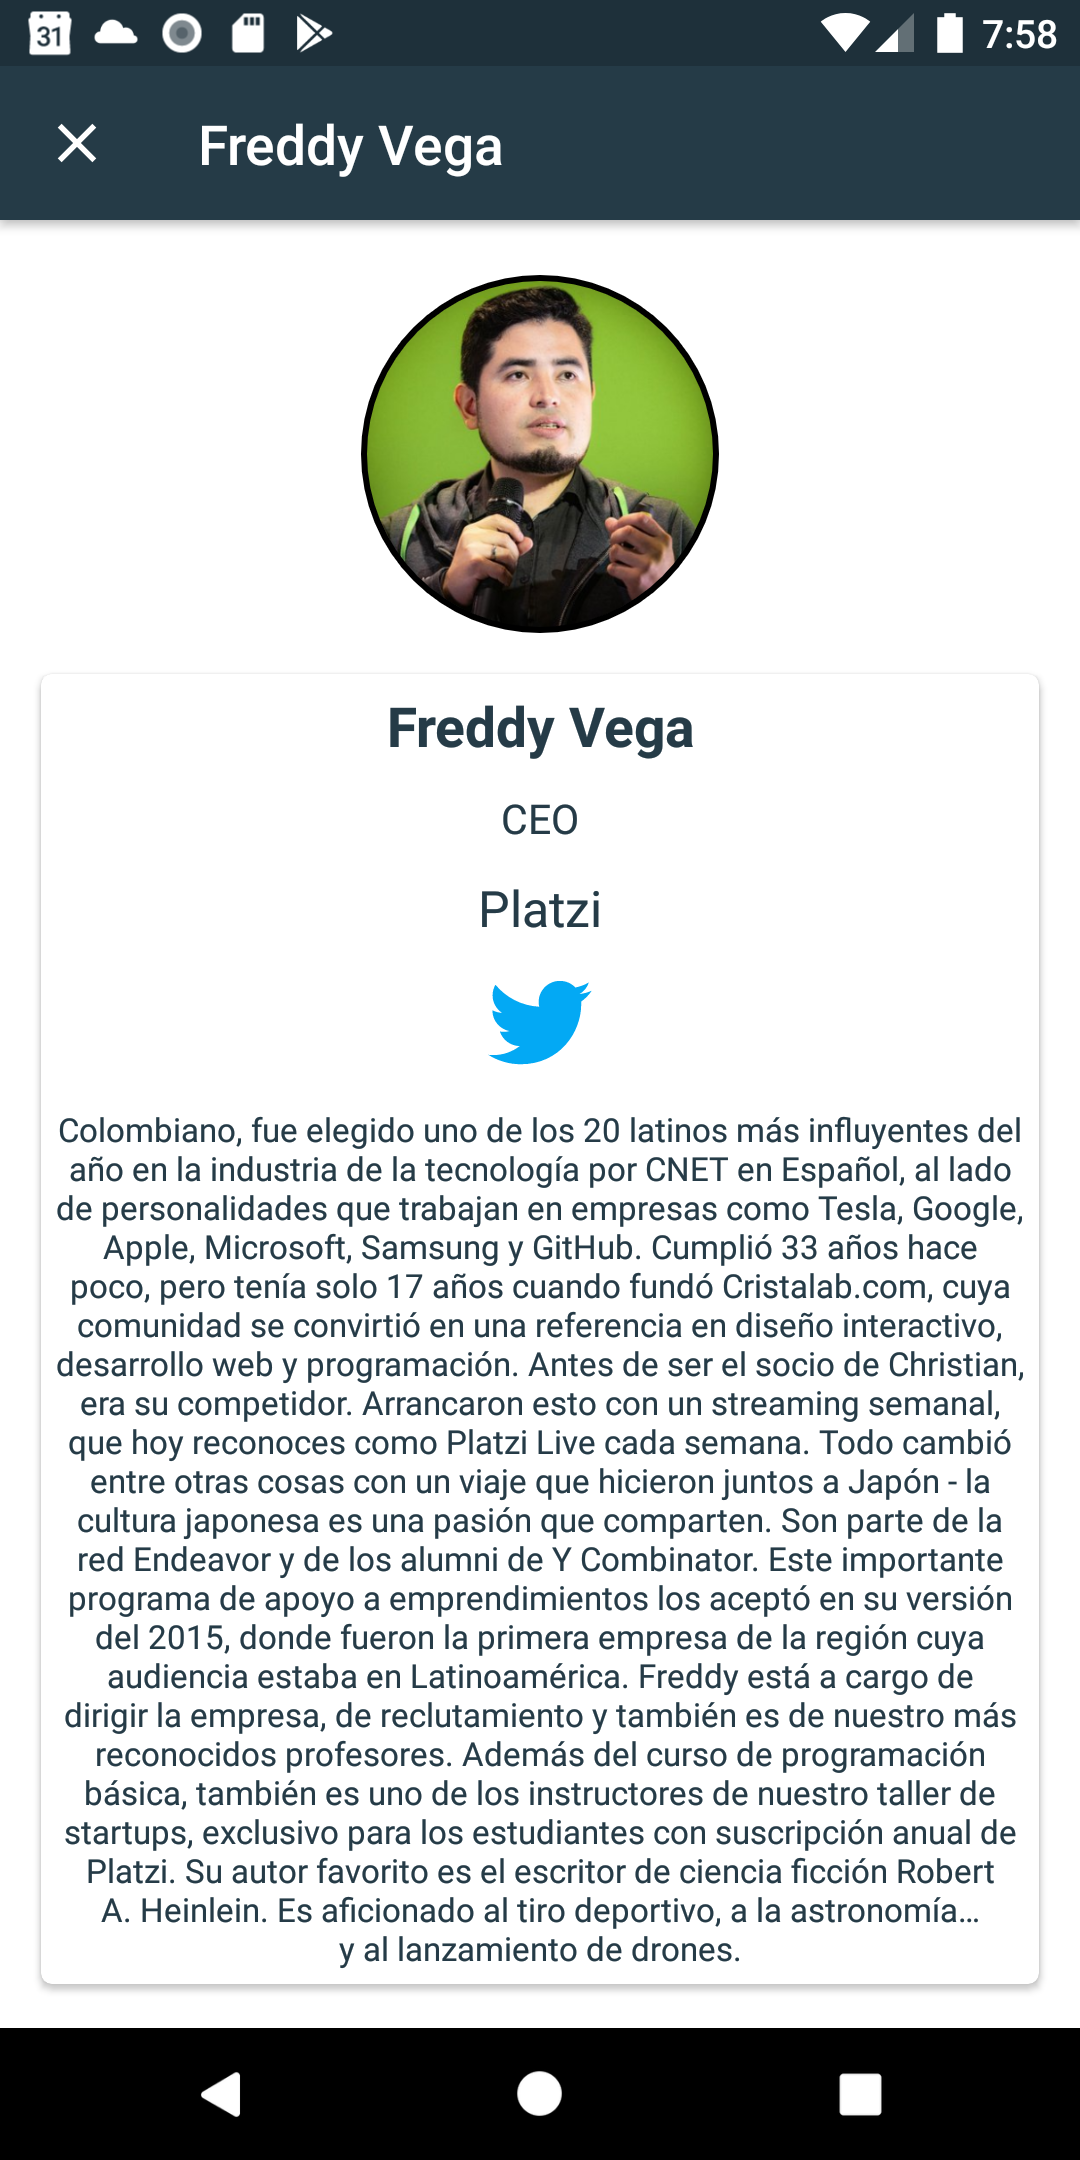 31
7:58
Freddy Vega
Freddy Vega
CEO
Platzi
Colombiano, fue elegido uno de los 20 latinos más influyentes del
año en la industria de la tecnología por CNET en Español, al lado
de personalidades que trabajan en empresas como Tesla, Google,
Apple, Microsoft, Samsung y GitHub. Cumplió 33 años hace
poco, pero tenía solo 17 años cuando fundó Cristalab.com, cuya
comunidad se convirtió en una referencia en diseño interactivo,
desarrollo web y programación. Antes de ser el socio de Christian,
era su competidor. Arrancaron esto con un streaming semanal,
que hoy reconoces como Platzi Live cada semana. Todo cambió
entre otras cosas con un viaje que hicieron juntos a Japón - la
cultura japonesa es una pasión que comparten. Son parte de la
red Endeavor y de los alumni de Y Combinator. Este importante
programa de apoyo a emprendimientos los aceptó en su versión
del 2015, donde fueron la primera empresa de la región cuya
audiencia estaba en Latinoamérica. Freddy está a cargo de
dirigir la empresa, de reclutamiento y también es de nuestro más
reconocidos profesores. Además del curso de programación
básica, también es uno de los instructores de nuestro taller de
startups, exclusivo para los estudiantes con suscripción anual de
Platzi. Su autor favorito es el escritor de ciencia ficción Robert
A. Heinlein. Es aficionado al tiro deportivo, a la astronomía…
y al lanzamiento de drones.